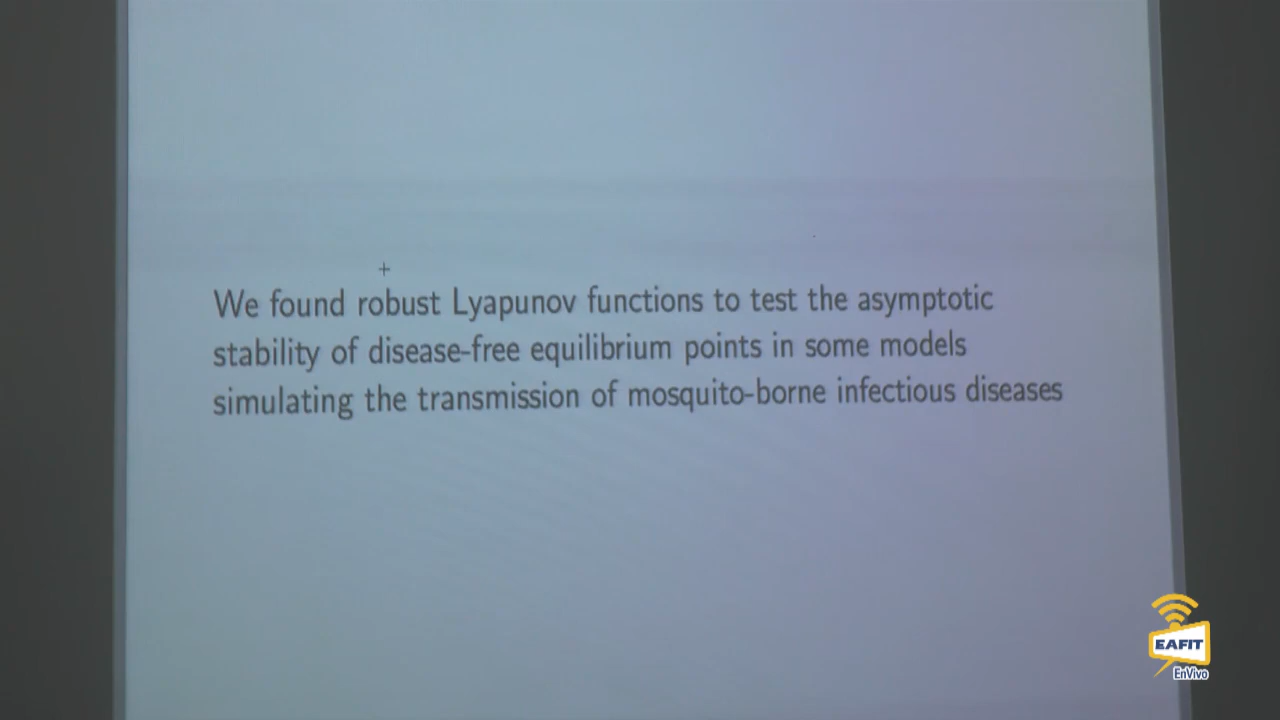 We found robust Lyapunov functions to test the asymptotic
stability of disease-free equilibrium points in some models
simulating the transmission of mosquito-borne infectious diseases
EAFIT
EnVivo